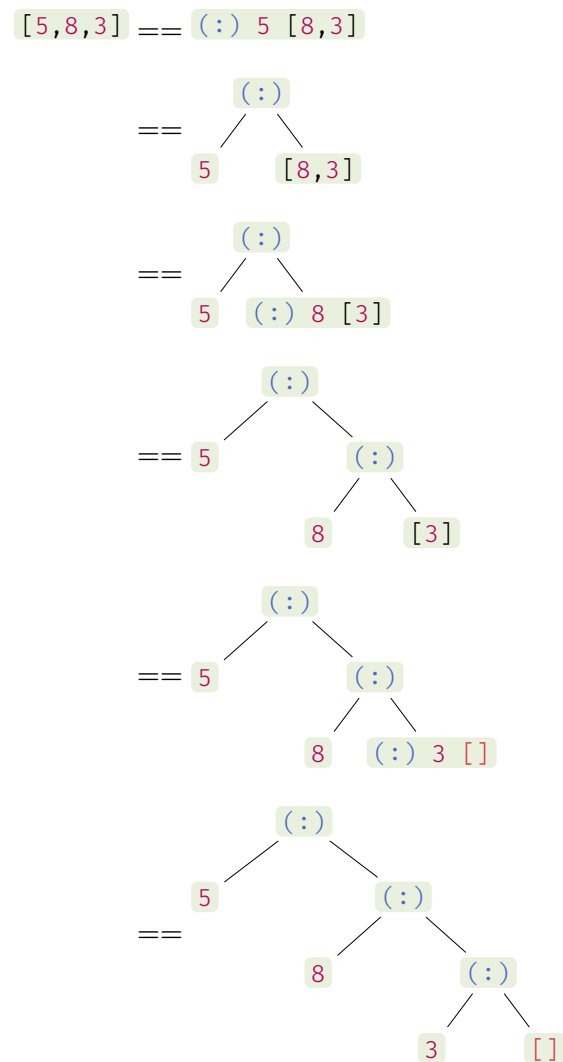 [5,8,3] == (:) 5 [8,3]
(:)
==
5 [8,3]
(:)
==
5 (:) 8 [3]
(:)
== 5 (:)
8 [3]
(:)
== 5 (:)
8 (:) 3 []
(:)
5 (:)
==
8 (:)
3 []